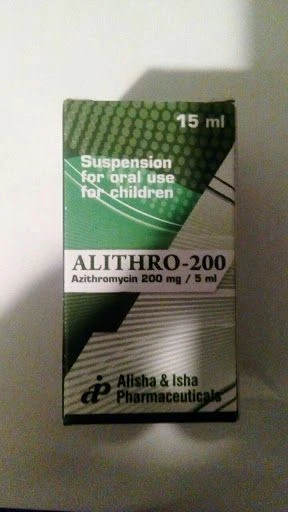 15 ml
Suspension
for oral use
for children
ALITHRO-200
Azithromycin 200 mg / 5 ml
Alisha & Isha
Pharmaceuticals